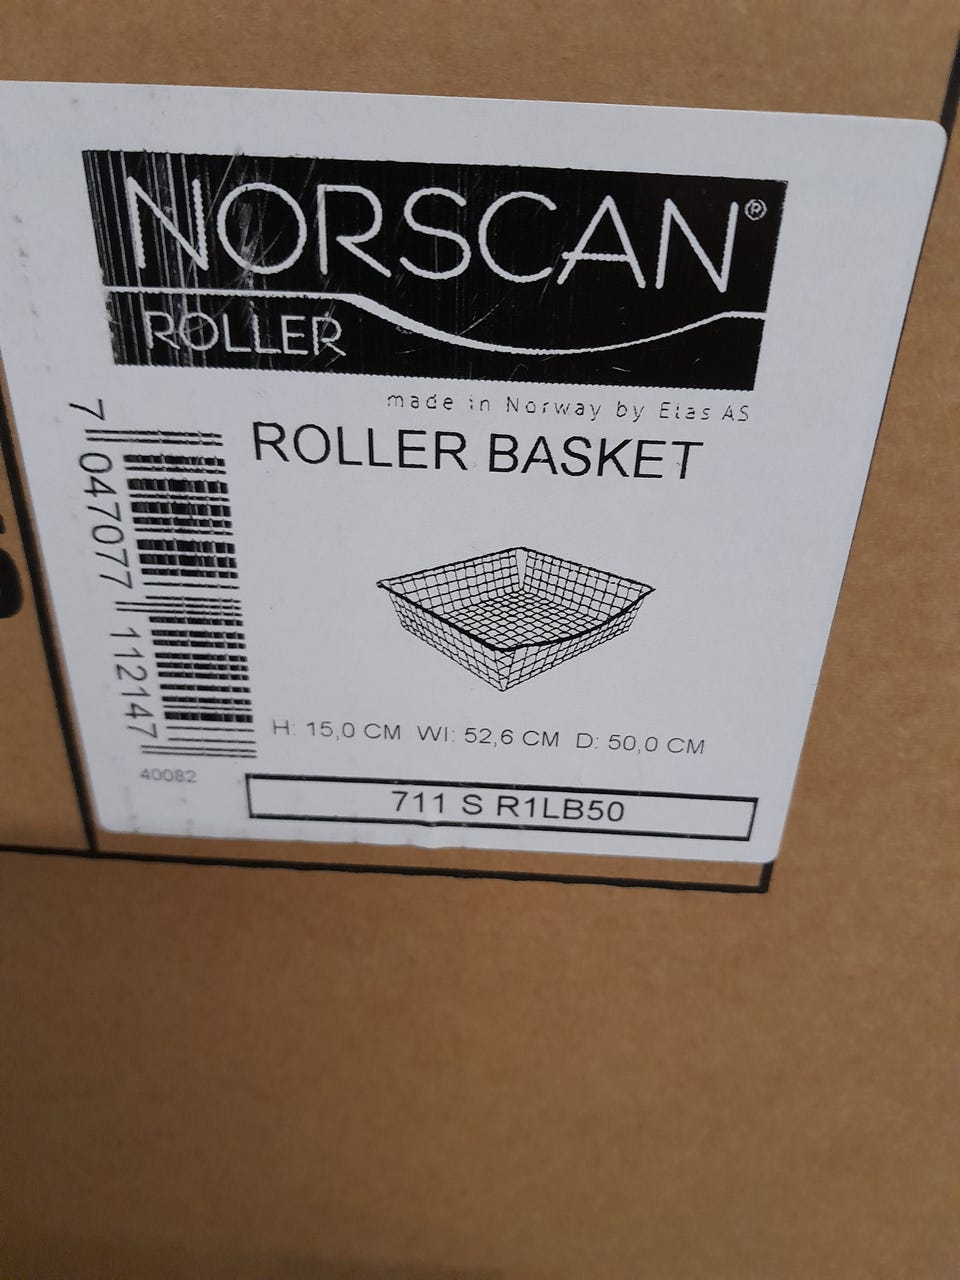 NORSCAN®
ROLLER
made in Norway by Elas AS
ROLLER BASKET
7 047077 112147
H: 15,0 CM WI: 52,6 CM D: 50,0 CM
40082
711 S R1LB50